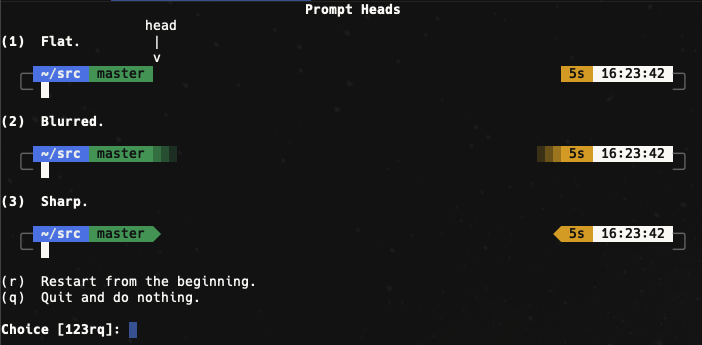 Prompt Heads
head
(1) Flat. |
v
~/src master 5s 16:23:42
(2) Blurred.
~/src master 5s 16:23:42
(3) Sharp.
~/src master 5s 16:23:42
(r) Restart from the beginning.
(q) Quit and do nothing.
Choice [123rq]: